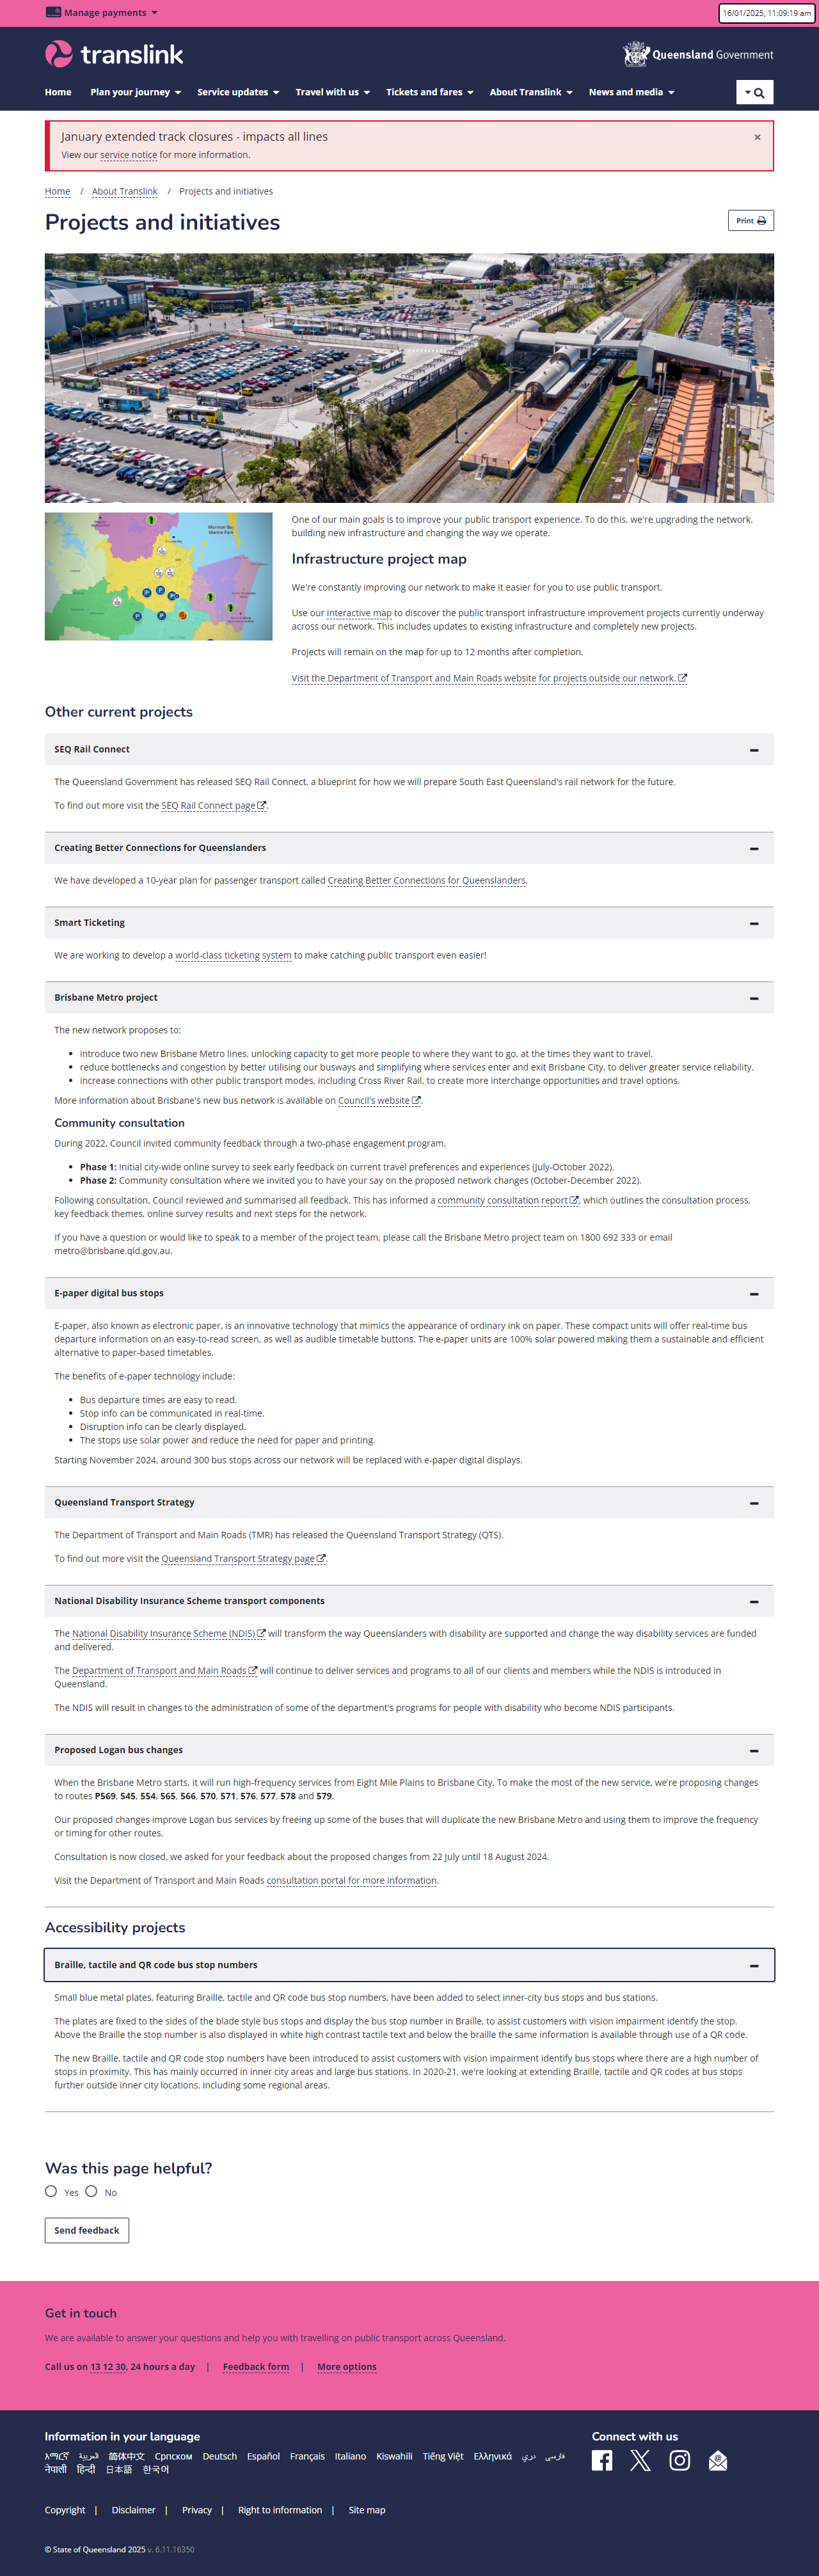 Manage payments
16/01/2025, 11:09:19 am
translink
Queensland Government
Home Plan your journey Service updates Travel with us Tickets and fares About Translink News and media
January extended track closures - impacts all lines ×
View our service notice for more information.
Home / About Translink / Projects and initiatives
Projects and initiatives
Print
One of our main goals is to improve your public transport experience. To do this, we're upgrading the network,
building new infrastructure and changing the way we operate.
Infrastructure project map
We're constantly improving our network to make it easier for you to use public transport.
Use our interactive map to discover the public transport infrastructure improvement projects currently underway
across our network. This includes updates to existing infrastructure and completely new projects.
Projects will remain on the map for up to 12 months after completion.
Visit the Department of Transport and Main Roads website for projects outside our network.
Other current projects
SEQ Rail Connect
The Queensland Government has released SEQ Rail Connect, a blueprint for how we will prepare South East Queensland's rail network for the future.
To find out more visit the SEQ Rail Connect page.
Creating Better Connections for Queenslanders
We have developed a 10-year plan for passenger transport called Creating Better Connections for Queenslanders.
Smart Ticketing
We are working to develop a world-class ticketing system to make catching public transport even easier!
Brisbane Metro project
The new network proposes to:
• introduce two new Brisbane Metro lines, unlocking capacity to get more people to where they want to go, at the times they want to travel.
• reduce bottlenecks and congestion by better utilising our busways and simplifying where services enter and exit Brisbane City, to deliver greater service reliability.
• increase connections with other public transport modes, including Cross River Rail, to create more interchange opportunities and travel options.
More information about Brisbane's new bus network is available on Council's website.
Community consultation
During 2022, Council invited community feedback through a two-phase engagement program.
• Phase 1: Initial city-wide online survey to seek early feedback on current travel preferences and experiences (July-October 2022).
• Phase 2: Community consultation where we invited you to have your say on the proposed network changes (October-December 2022).
Following consultation, Council reviewed and summarised all feedback. This has informed a community consultation report, which outlines the consultation process,
key feedback themes, online survey results and next steps for the network.
If you have a question or would like to speak to a member of the project team, please call the Brisbane Metro project team on 1800 692 333 or email
metro@brisbane.qld.gov.au.
E-paper digital bus stops
E-paper, also known as electronic paper, is an innovative technology that mimics the appearance of ordinary ink on paper. These compact units will offer real-time bus
departure information on an easy-to-read screen, as well as audible timetable buttons. The e-paper units are 100% solar powered making them a sustainable and efficient
alternative to paper-based timetables.
The benefits of e-paper technology include:
• Bus departure times are easy to read.
• Stop info can be communicated in real-time.
• Disruption info can be clearly displayed.
• The stops use solar power and reduce the need for paper and printing.
Starting November 2024, around 300 bus stops across our network will be replaced with e-paper digital displays.
Queensland Transport Strategy
The Department of Transport and Main Roads (TMR) has released the Queensland Transport Strategy (QTS).
To find out more visit the Queensland Transport Strategy page.
National Disability Insurance Scheme transport components
The National Disability Insurance Scheme (NDIS) will transform the way Queenslanders with disability are supported and change the way disability services are funded
and delivered.
The Department of Transport and Main Roads will continue to deliver services and programs to all of our clients and members while the NDIS is introduced in
Queensland.
The NDIS will result in changes to the administration of some of the department's programs for people with disability who become NDIS participants.
Proposed Logan bus changes
When the Brisbane Metro starts, it will run high-frequency services from Eight Mile Plains to Brisbane City. To make the most of the new service, we're proposing changes
to routes P569, 545, 554, 565, 566, 570, 571, 576, 577, 578 and 579.
Our proposed changes improve Logan bus services by freeing up some of the buses that will duplicate the new Brisbane Metro and using them to improve the frequency
or timing for other routes.
Consultation is now closed, we asked for your feedback about the proposed changes from 22 July until 18 August 2024.
Visit the Department of Transport and Main Roads consultation portal for more information.
Accessibility projects
Braille, tactile and QR code bus stop numbers
Small blue metal plates, featuring Braille, tactile and QR code bus stop numbers, have been added to select inner-city bus stops and bus stations.
The plates are fixed to the sides of the blade style bus stops and display the bus stop number in Braille, to assist customers with vision impairment identify the stop.
Above the Braille the stop number is also displayed in white high contrast tactile text and below the braille the same information is available through use of a QR code.
The new Braille, tactile and QR code stop numbers have been introduced to assist customers with vision impairment identify bus stops where there are a high number of
stops in proximity. This has mainly occurred in inner city areas and large bus stations. In 2020-21, we're looking at extending Braille, tactile and QR codes at bus stops
further outside inner city locations, including some regional areas.
Was this page helpful?
Yes No
Send feedback
Get in touch
We are available to answer your questions and help you with travelling on public transport across Queensland.
Call us on 13 12 30, 24 hours a day | Feedback form | More options
Information in your language
Connect with us
አማርኛ العربية 简体中文 Српском Deutsch Español Français Italiano Kiswahili Tiếng Việt Ελληνικά دری فارسی
नेपाली हिन्दी 日本語 한국어
Copyright | Disclaimer | Privacy | Right to information | Site map
© State of Queensland 2025 v. 6.11.16350